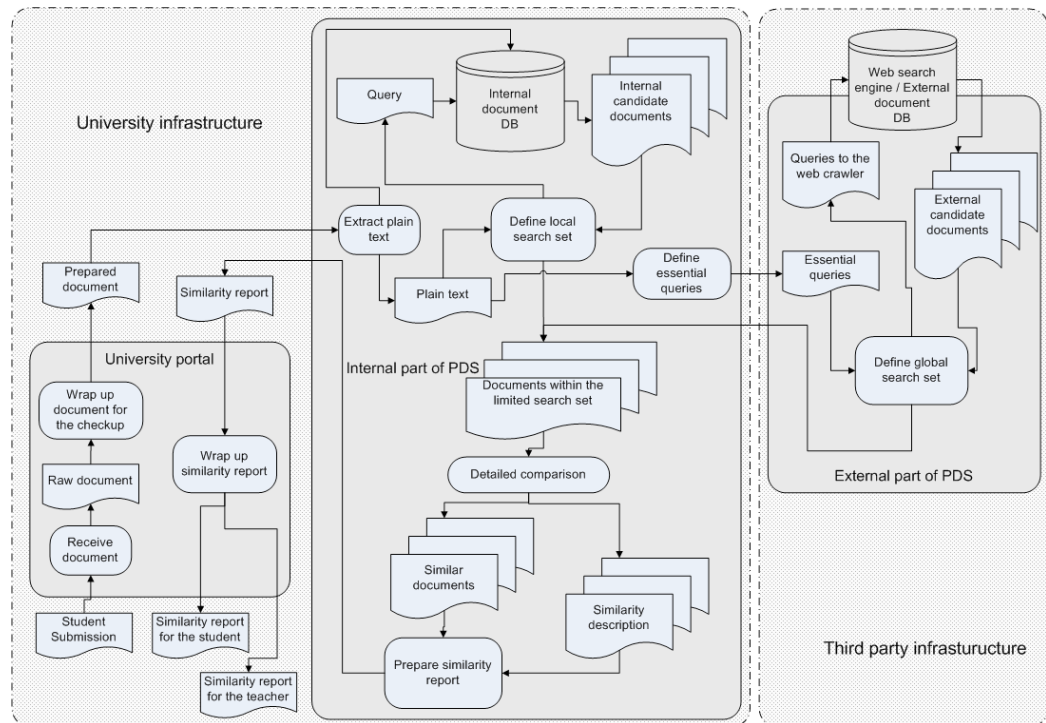 University infrastructure
Query
Internal
document
DB
Internal
candidate
documents
Extract plain
text
Define local
search set
Plain text
Define
essential
queries
Prepared
document
Similarity report
University portal
Wrap up
document for
the checkup
Raw document
Receive
document
Student
Submission
Wrap up
similarity report
Similarity report
for the student
Similarity report
for the teacher
Internal part of PDS
Documents within the
limited search set
Detailed comparison
Similar
documents
Similarity
description
Prepare similarity
report
Web search
engine / External
document
DB
Queries to the
web crawler
External
candidate
documents
Essential
queries
Define global
search set
External part of PDS
Third party infrasturucture